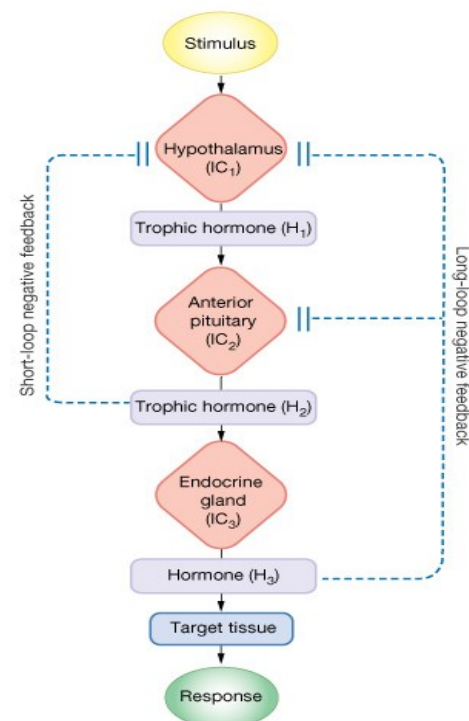 Stimulus
Hypothalamus
(IC₁)
Trophic hormone (H₁)
Anterior
pituitary
(IC₂)
Trophic hormone (H₂)
Endocrine
gland
(IC₃)
Hormone (H₃)
Target tissue
Response
Short-loop negative feedback
Long-loop negative feedback